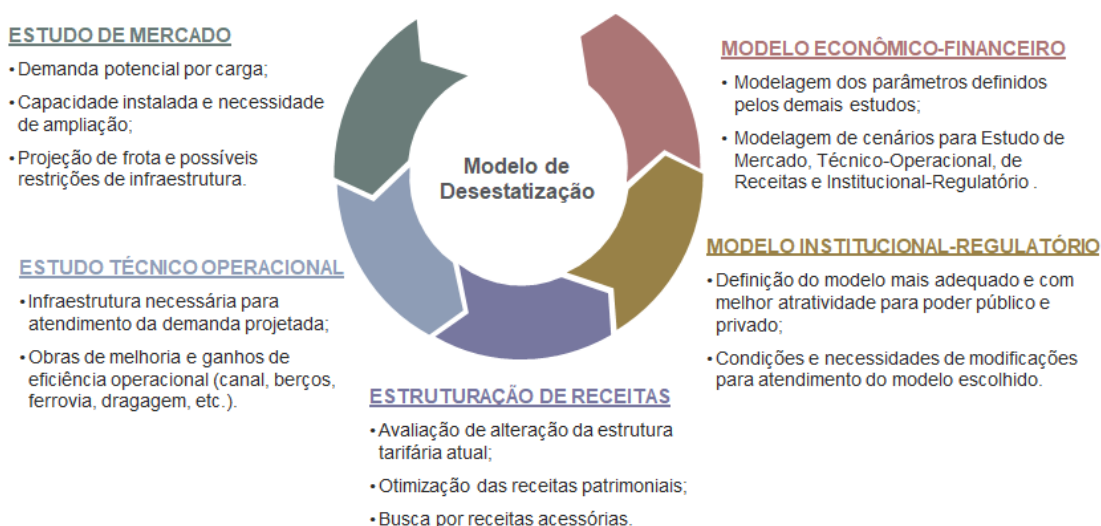 ESTUDO DE MERCADO
• Demanda potencial por carga;
• Capacidade instalada e necessidade
de ampliação;
• Projeção de frota e possíveis
restrições de infraestrutura.
ESTUDO TÉCNICO OPERACIONAL
• Infraestrutura necessária para
atendimento da demanda projetada;
• Obras de melhoria e ganhos de
eficiência operacional (canal, berços,
ferrovia, dragagem, etc.).
Modelo de
Desestatização
ESTRUTURAÇÃO DE RECEITAS
• Avaliação de alteração da estrutura
tarifária atual;
• Otimização das receitas patrimoniais;
• Busca por receitas acessórias.
MODELO INSTITUCIONAL-REGULATÓRIO
• Definição do modelo mais adequado e com
melhor atratividade para poder público e
privado;
• Condições e necessidades de modificações
para atendimento do modelo escolhido.
MODELO ECONÔMICO-FINANCEIRO
• Modelagem dos parâmetros definidos
pelos demais estudos;
• Modelagem de cenários para Estudo de
Mercado, Técnico-Operacional, de
Receitas e Institucional-Regulatório .